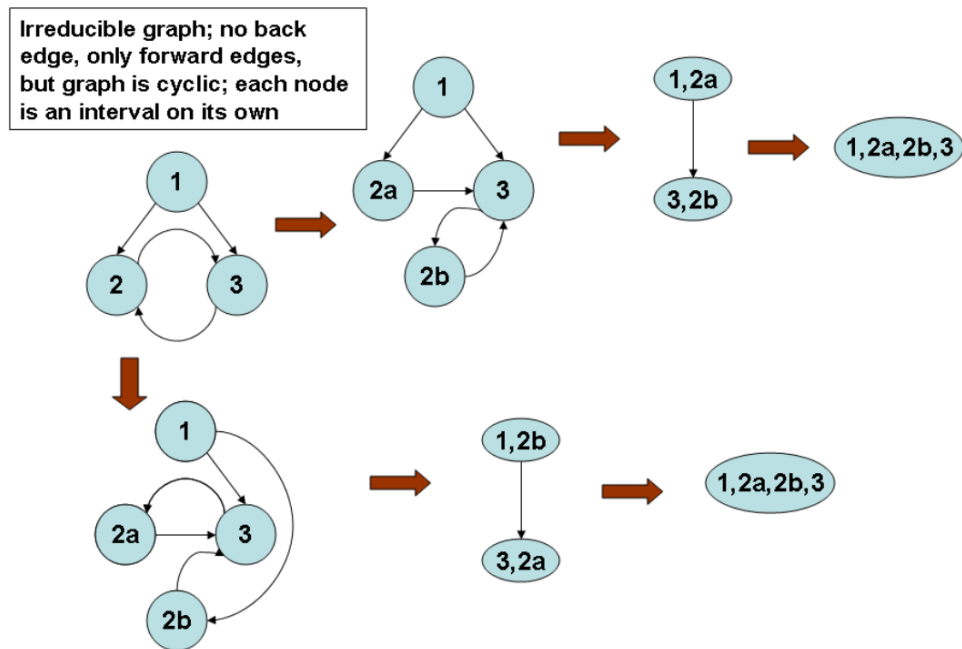 Irreducible graph; no back
edge, only forward edges,
but graph is cyclic; each node
is an interval on its own
1
2a
3
2b
1,2a
3,2b
1,2a,2b,3
1
2
3
1
2a
3
2b
1,2b
3,2a
1,2a,2b,3